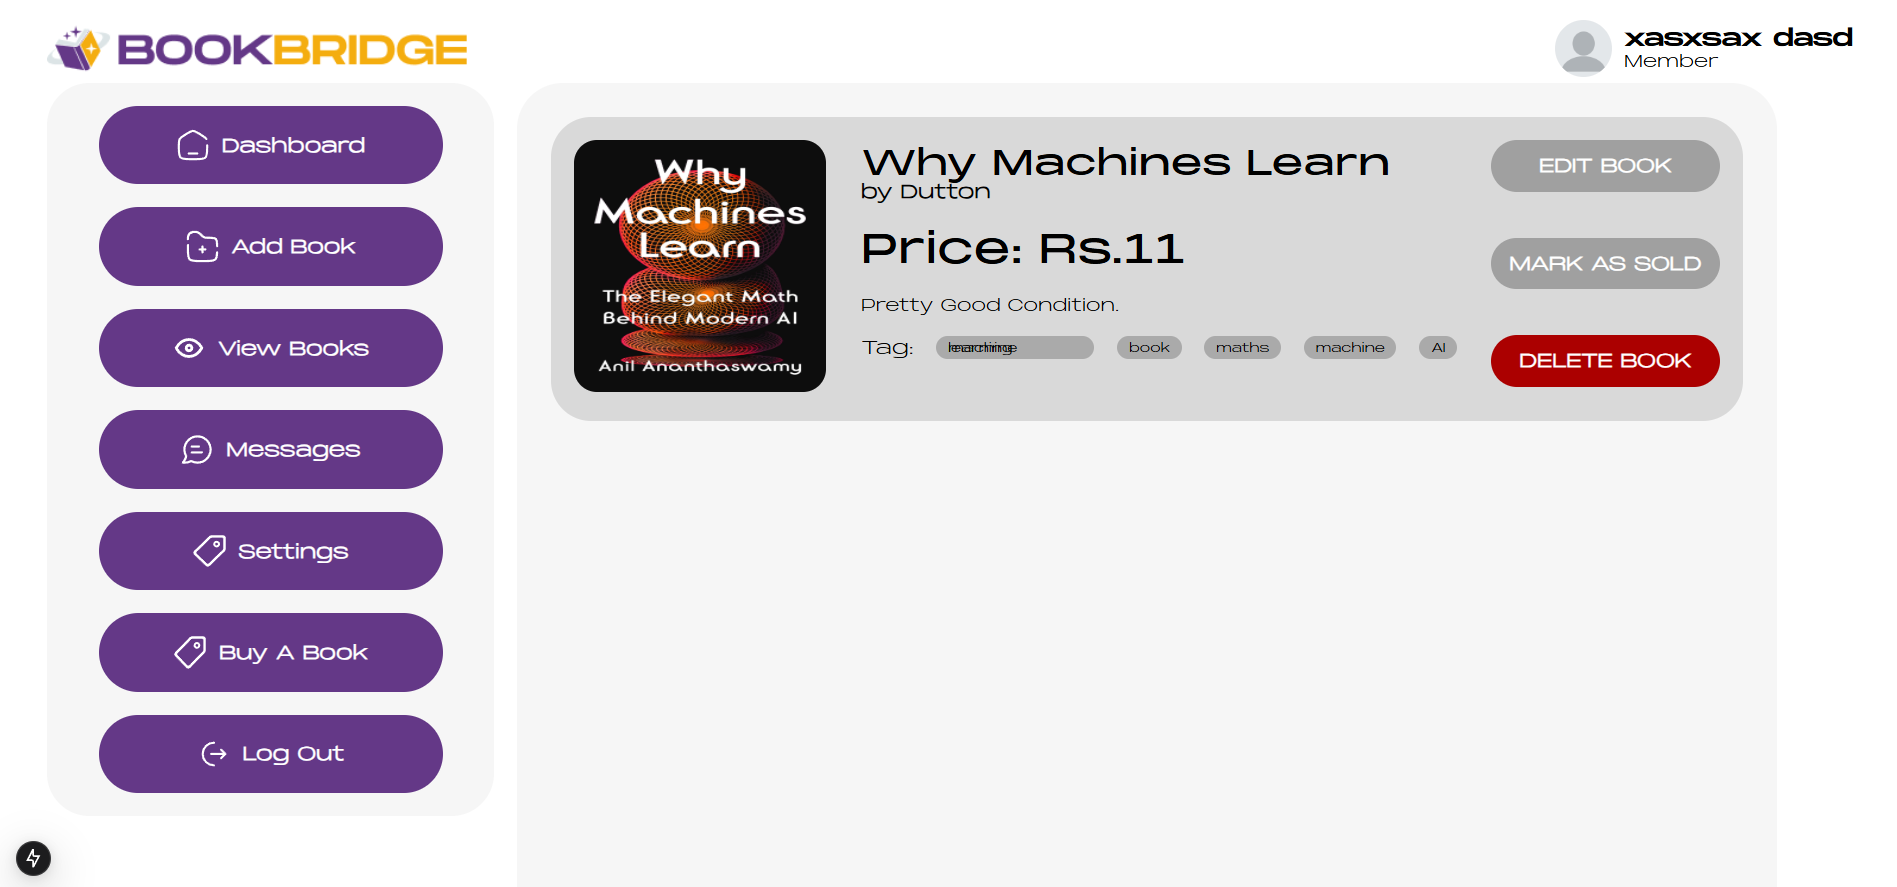 BOOKBRIDGE
xasxsax dasd
Member
Dashboard
Add Book
View Books
Messages
Settings
Buy A Book
Log Out
Why
Machines
Learn
The Elegant Math
Behind Modern AI
Anil Ananthaswamy
Why Machines Learn
by Dutton
Price: Rs.11
Pretty Good Condition.
Tag: book maths machine AI
EDIT BOOK
MARK AS SOLD
DELETE BOOK